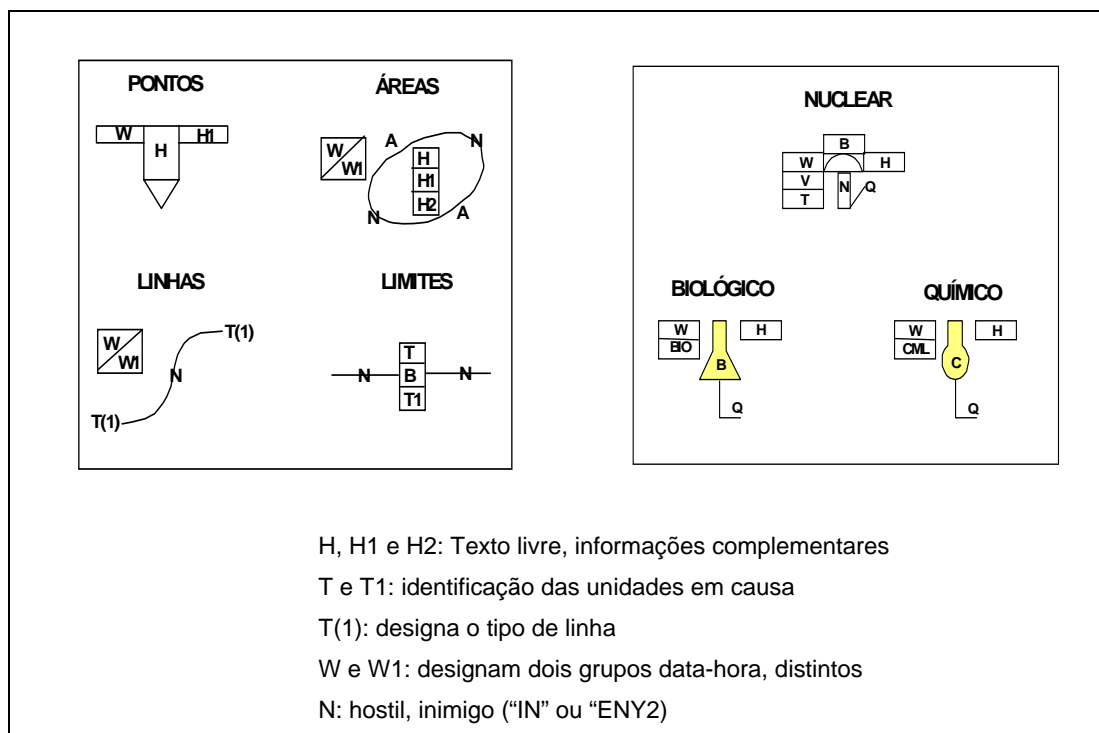 PONTOS
W
H
H1
ÁREAS
W
W1
A
N
H
H1
H2
N
A
LINHAS
W
W1
T(1)
N
T(1)
LIMITES
T
N
B
N
T1
NUCLEAR
B
W
H
V
N
Q
T
BIOLÓGICO
W
H
BIO
B
Q
QUÍMICO
W
H
CML
C
Q
H, H1 e H2: Texto livre, informações complementares
T e T1: identificação das unidades em causa
T(1): designa o tipo de linha
W e W1: designam dois grupos data-hora, distintos
N: hostil, inimigo (“IN” ou “ENY2)